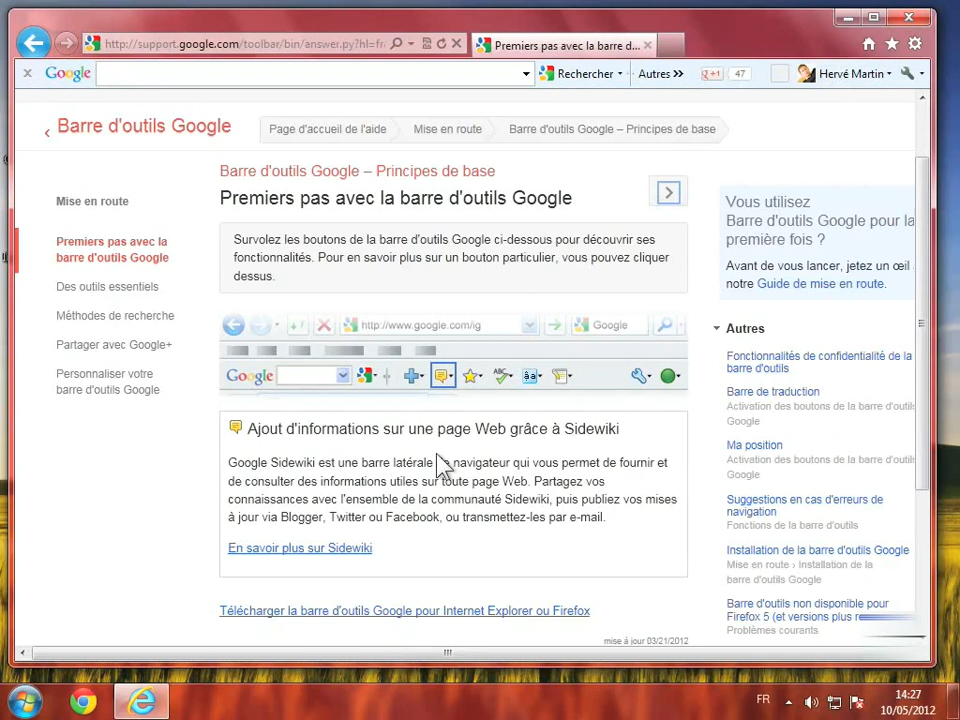 http://support.google.com/toolbar/bin/answer.py?hl=fr
Premiers pas avec la barre d...
Google
Rechercher
Autres
+1
47
Hervé Martin
Barre d'outils Google
Page d'accueil de l'aide
Mise en route
Barre d'outils Google – Principes de base
Mise en route
Premiers pas avec la
barre d'outils Google
Des outils essentiels
Méthodes de recherche
Partager avec Google+
Personnaliser votre
barre d'outils Google
Barre d'outils Google – Principes de base
Premiers pas avec la barre d'outils Google
Survolez les boutons de la barre d'outils Google ci-dessous pour découvrir ses
fonctionnalités. Pour en savoir plus sur un bouton particulier, vous pouvez cliquer
dessus.
http://www.google.com/ig
Google
Google
Ajout d'informations sur une page Web grâce à Sidewiki
Google Sidewiki est une barre latérale navigateur qui vous permet de fournir et
de consulter des informations utiles sur toute page Web. Partagez vos
connaissances avec l'ensemble de la communauté Sidewiki, puis publiez vos mises
à jour via Blogger, Twitter ou Facebook, ou transmettez-les par e-mail.
En savoir plus sur Sidewiki
Télécharger la barre d'outils Google pour Internet Explorer ou Firefox
mise à jour 03/21/2012
Vous utilisez
Barre d'outils Google pour la
première fois ?
Avant de vous lancer, jetez un œil
notre Guide de mise en route.
Autres
Fonctionnalités de confidentialité de la
barre d'outils
Barre de traduction
Activation des boutons de la barre d'outils
Google
Ma position
Activation des boutons de la barre d'outils
Google
Suggestions en cas d'erreurs de
navigation
Fonctions de la barre d'outils
Installation de la barre d'outils Google
Mise en route › Installation de la
barre d'outils Google
Barre d'outils non disponible pour
Firefox 5 (et versions plus
Problèmes courants
FR
14:27
10/05/2012